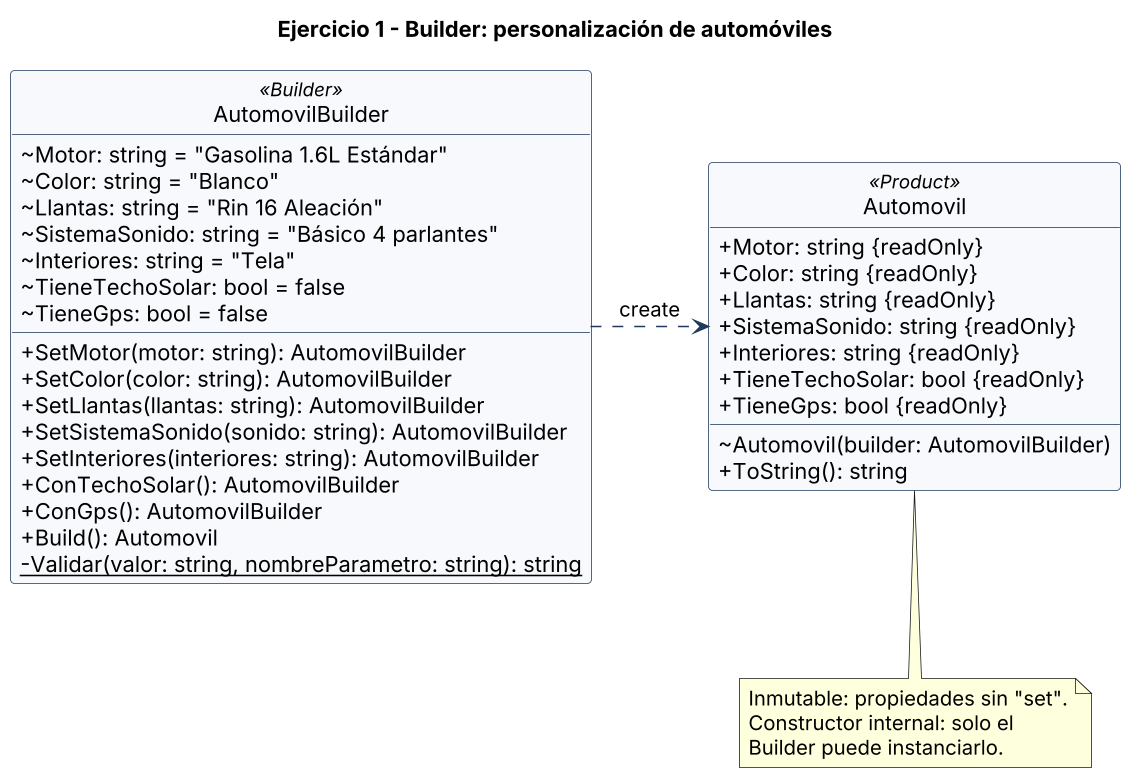 Ejercicio 1 - Builder: personalización de automóviles
«Builder»
AutomovilBuilder
~Motor: string = "Gasolina 1.6L Estándar"
~Color: string = "Blanco"
~Llantas: string = "Rin 16 Aleación"
~SistemaSonido: string = "Básico 4 parlantes"
~Interiores: string = "Tela"
~TieneTechoSolar: bool = false
~TieneGps: bool = false
+SetMotor(motor: string): AutomovilBuilder
+SetColor(color: string): AutomovilBuilder
+SetLlantas(llantas: string): AutomovilBuilder
+SetSistemaSonido(sonido: string): AutomovilBuilder
+SetInteriores(interiores: string): AutomovilBuilder
+ConTechoSolar(): AutomovilBuilder
+ConGps(): AutomovilBuilder
+Build(): Automovil
-Validar(valor: string, nombreParametro: string): string
create
«Product»
Automovil
+Motor: string {readOnly}
+Color: string {readOnly}
+Llantas: string {readOnly}
+SistemaSonido: string {readOnly}
+Interiores: string {readOnly}
+TieneTechoSolar: bool {readOnly}
+TieneGps: bool {readOnly}
~Automovil(builder: AutomovilBuilder)
+ToString(): string
Inmutable: propiedades sin "set".
Constructor internal: solo el
Builder puede instanciarlo.